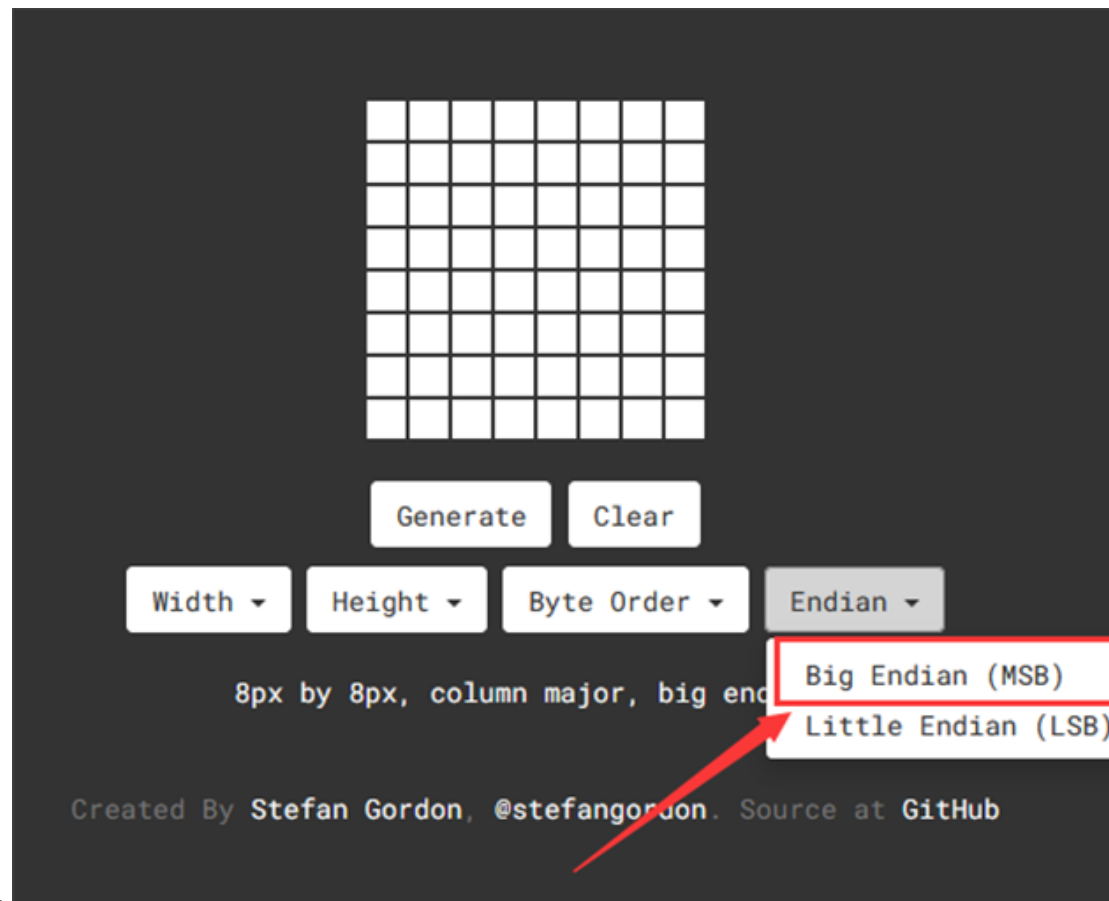 Generate Clear
Width Height Byte Order Endian
Big Endian (MSB)
8px by 8px, column major, big end
Little Endian (LSB)
Created By Stefan Gordon, @stefangordon. Source at GitHub